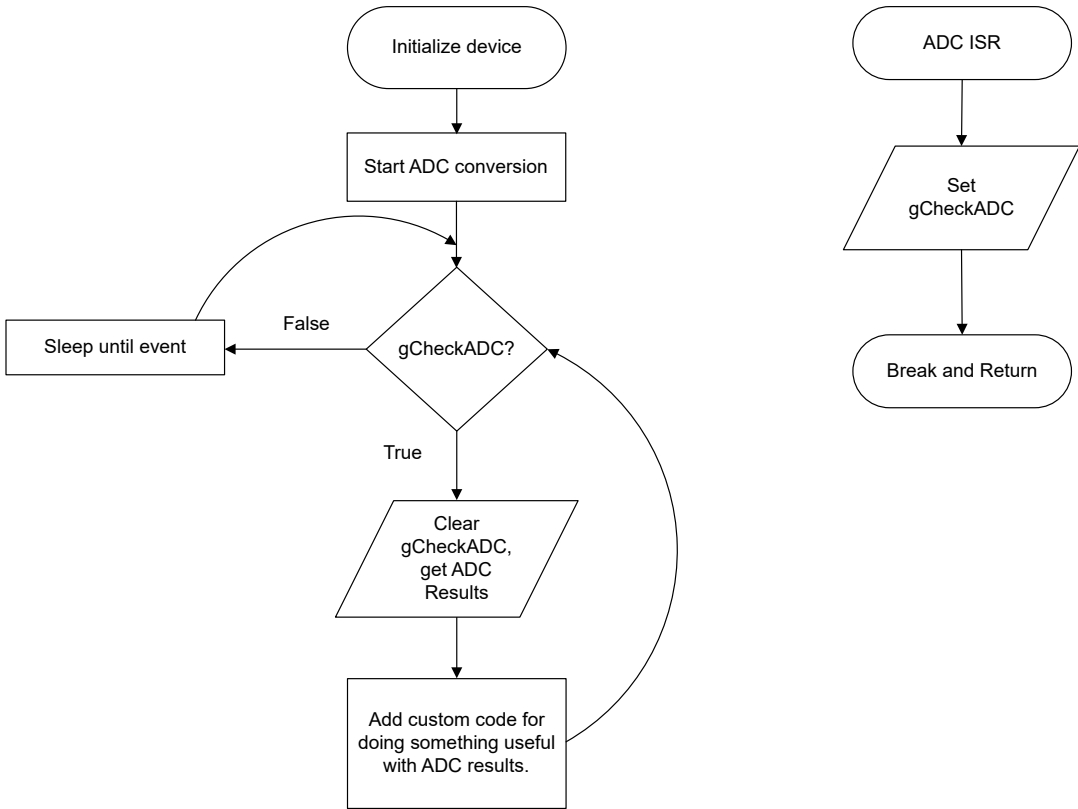 Initialize device
Start ADC conversion
False
Sleep until event
gCheckADC?
True
Clear
gCheckADC,
get ADC
Results
Add custom code for
doing something useful
with ADC results.
ADC ISR
Set
gCheckADC
Break and Return